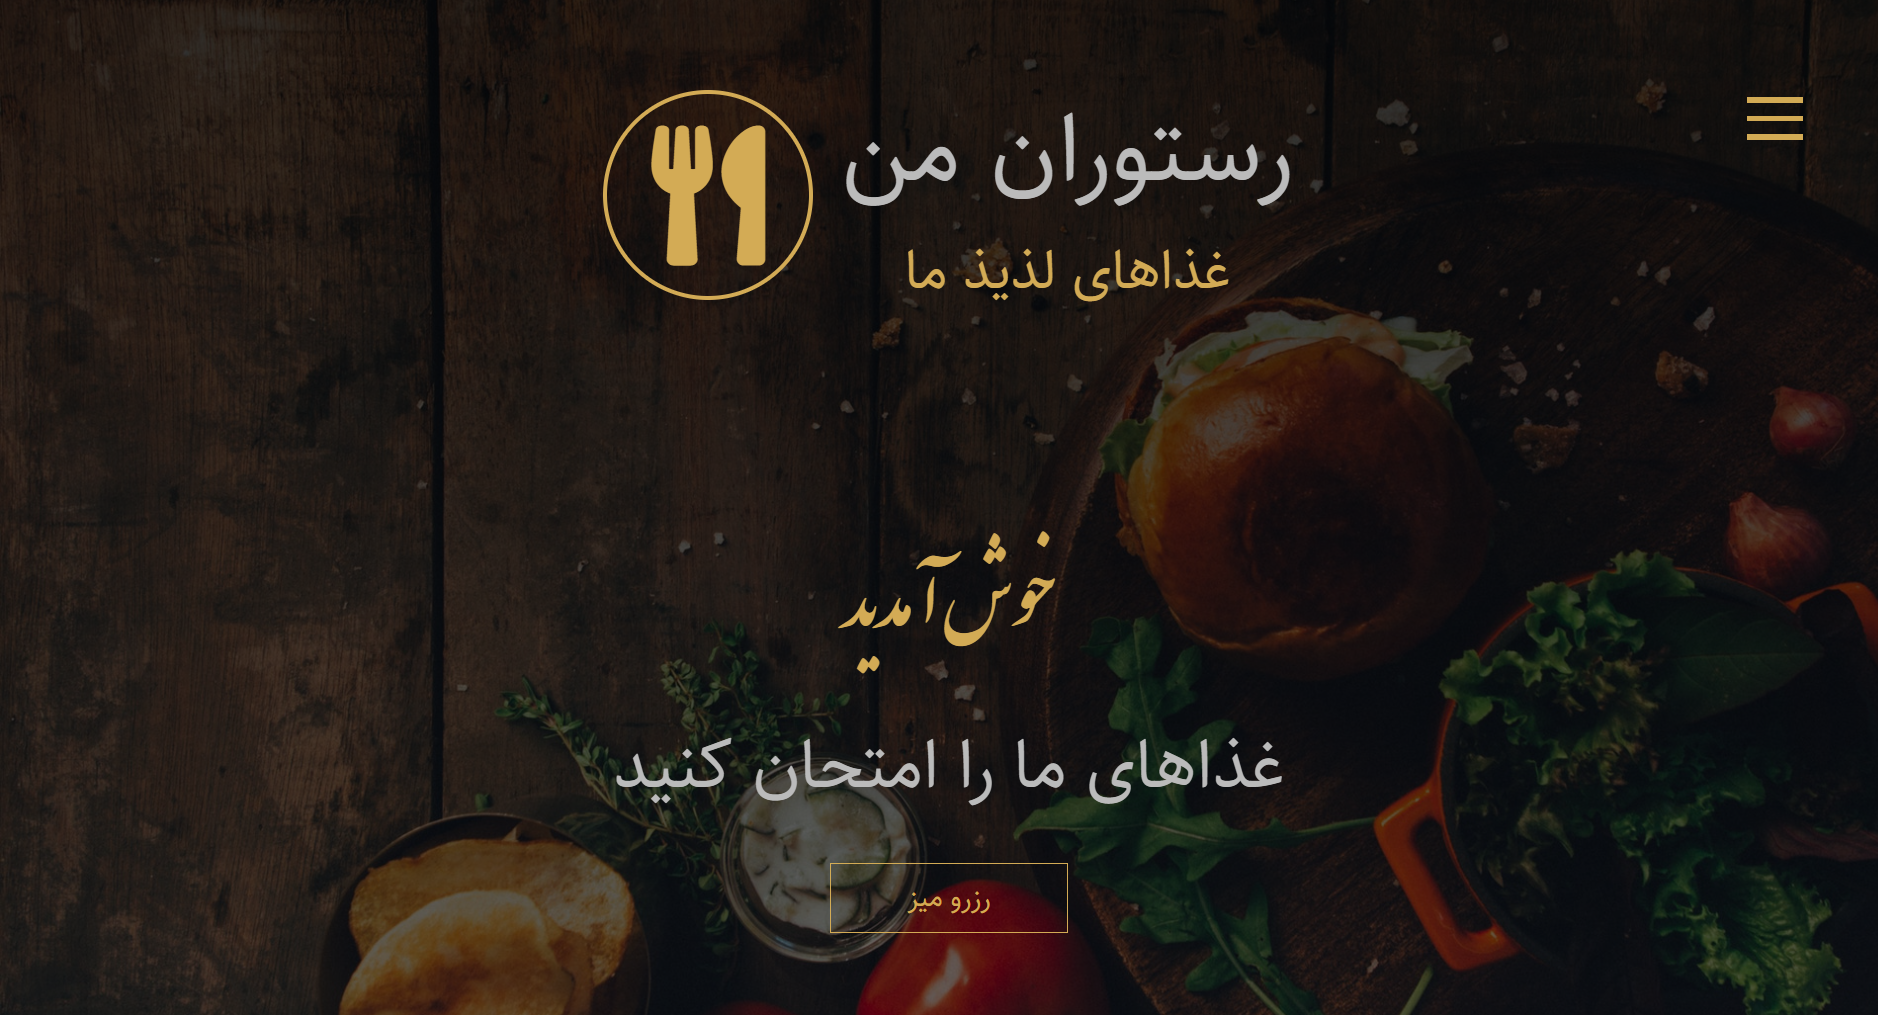 رستوران من
غذاهای لذیذ ما
خوش آمدید
غذاهای ما را امتحان کنید
رزرو میز